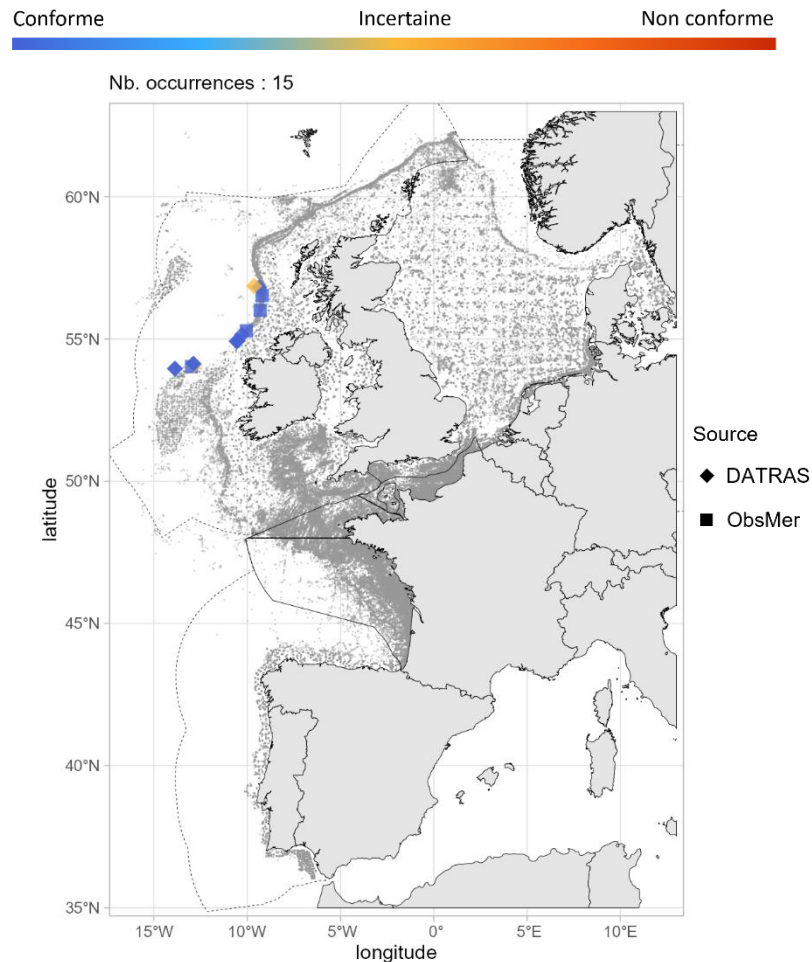 Conforme Incertaine Non conforme
Nb. occurrences : 15
60°N
55°N
50°N
45°N
40°N
35°N
latitude
15°W 10°W 5°W 0° 5°E 10°E
longitude
Source
DATRAS
ObsMer